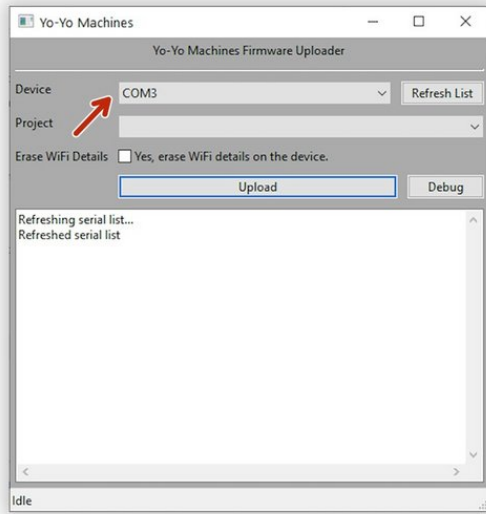 Yo-Yo Machines
Yo-Yo Machines Firmware Uploader
Device COM3 Refresh List
Project
Erase WiFi Details Yes, erase WiFi details on the device.
Upload Debug
Refreshing serial list...
Refreshed serial list
Idle